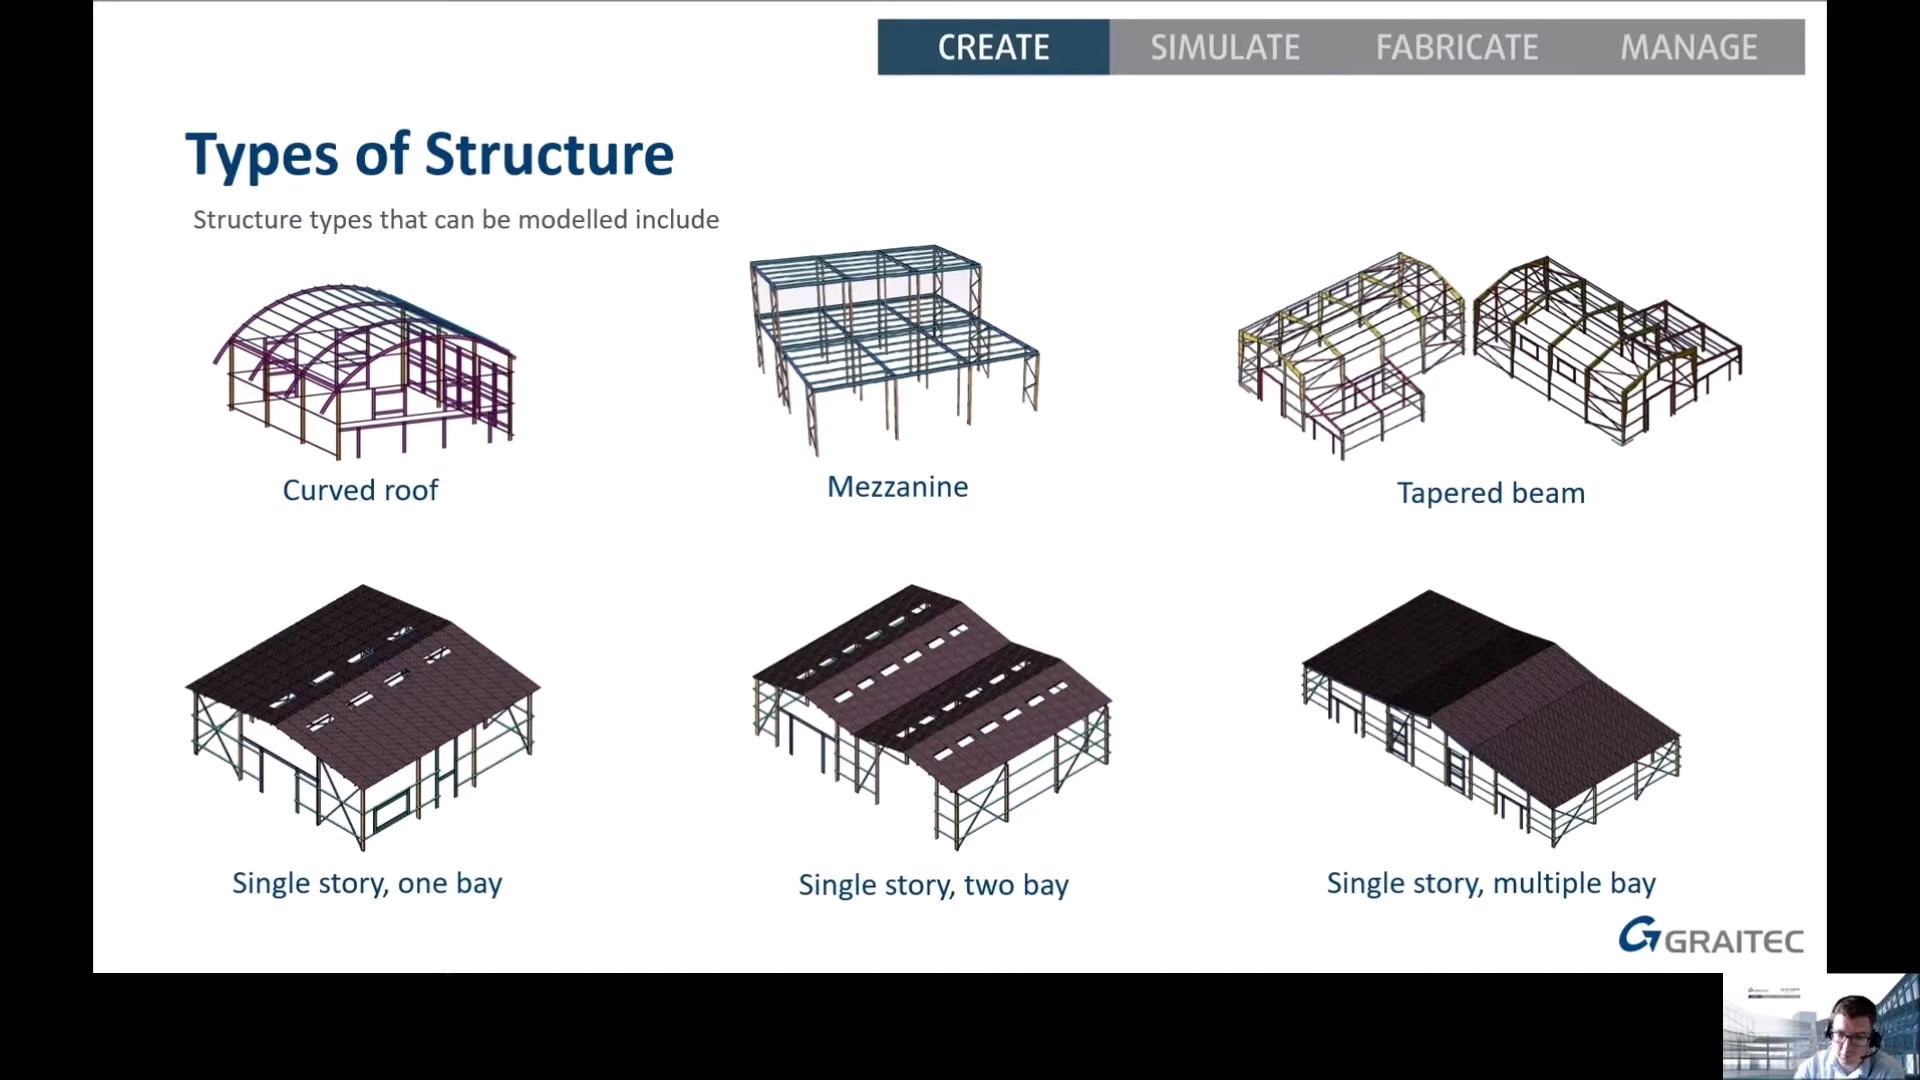 CREATE SIMULATE FABRICATE MANAGE
Types of Structure
Structure types that can be modelled include
Curved roof
Mezzanine
Tapered beam
Single story, one bay
Single story, two bay
Single story, multiple bay
GRAITEC